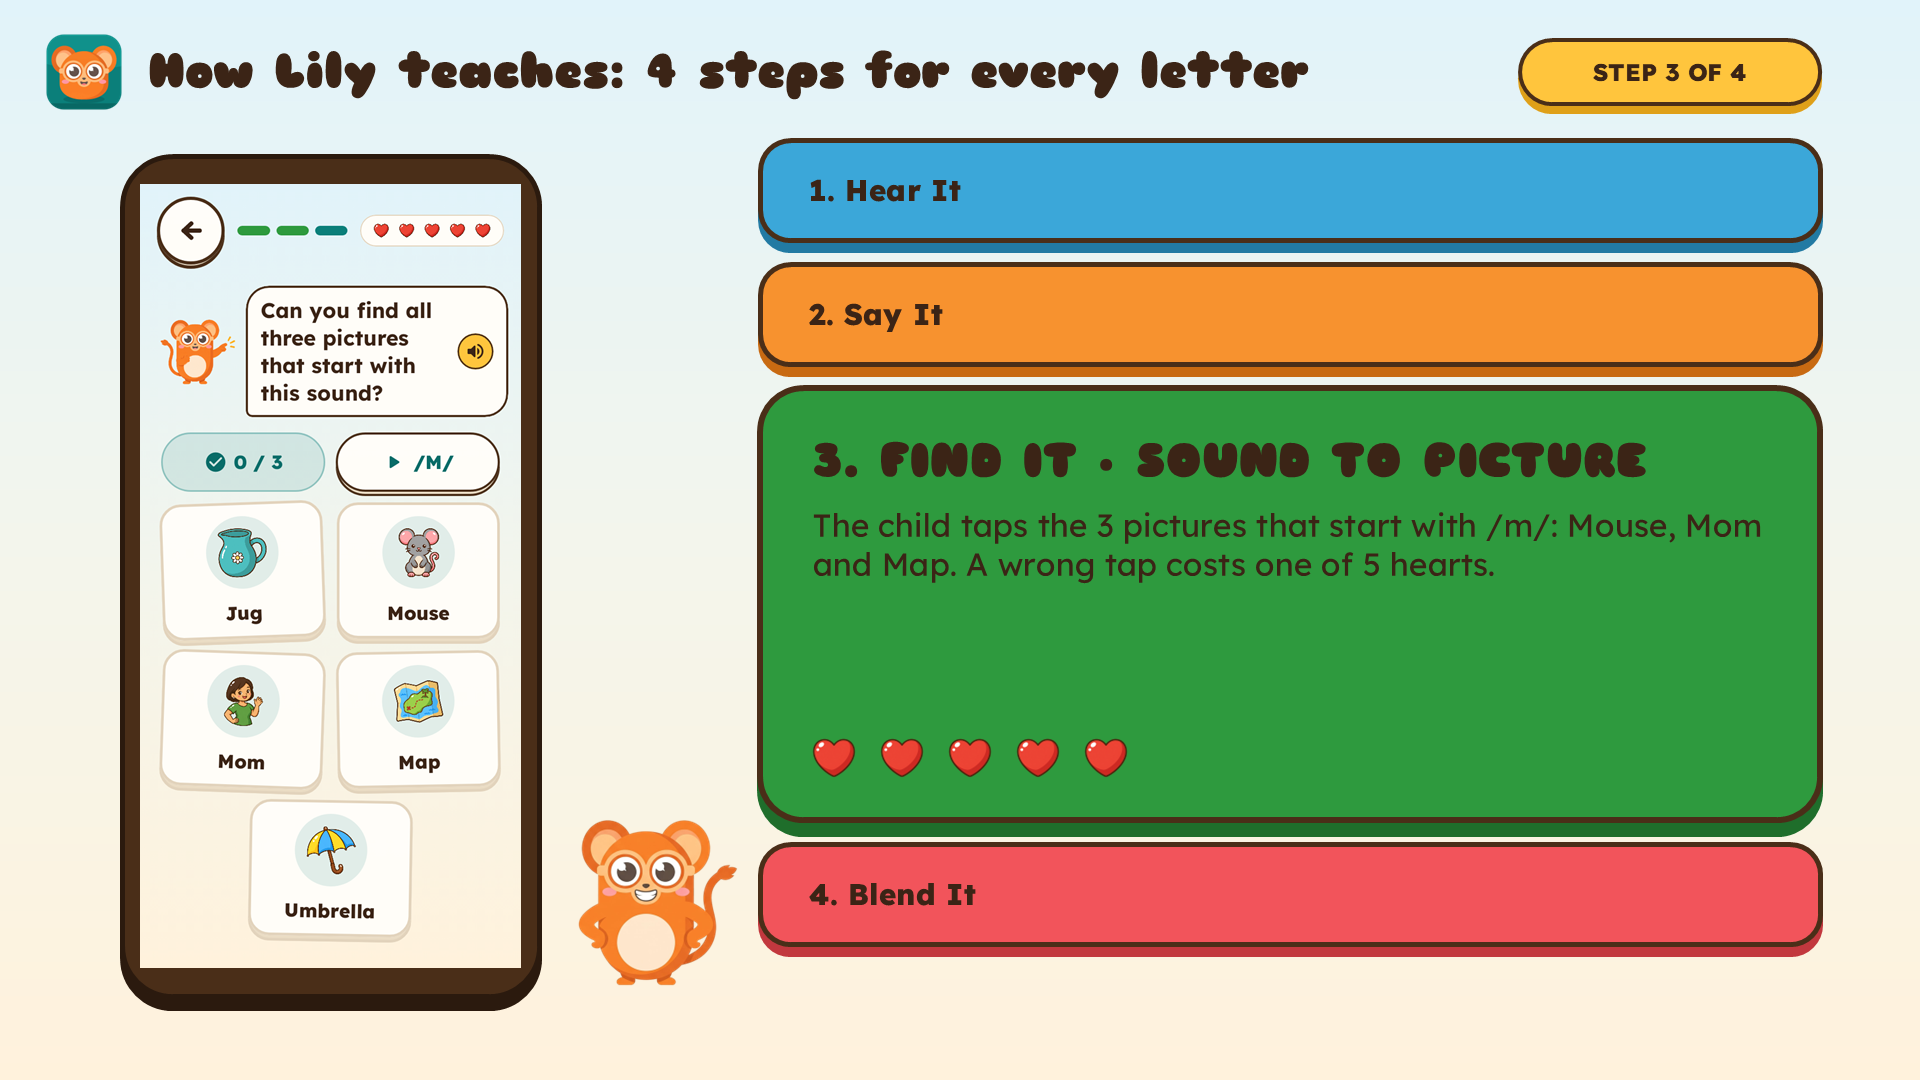 How Lily teaches: 4 steps for every letter
STEP 3 OF 4
Can you find all
three pictures
that start with
this sound?
0 / 3
/M/
Jug
Mouse
Mom
Map
Umbrella
1. Hear It
2. Say It
3. FIND IT · SOUND TO PICTURE
The child taps the 3 pictures that start with /m/: Mouse, Mom
and Map. A wrong tap costs one of 5 hearts.
4. Blend It